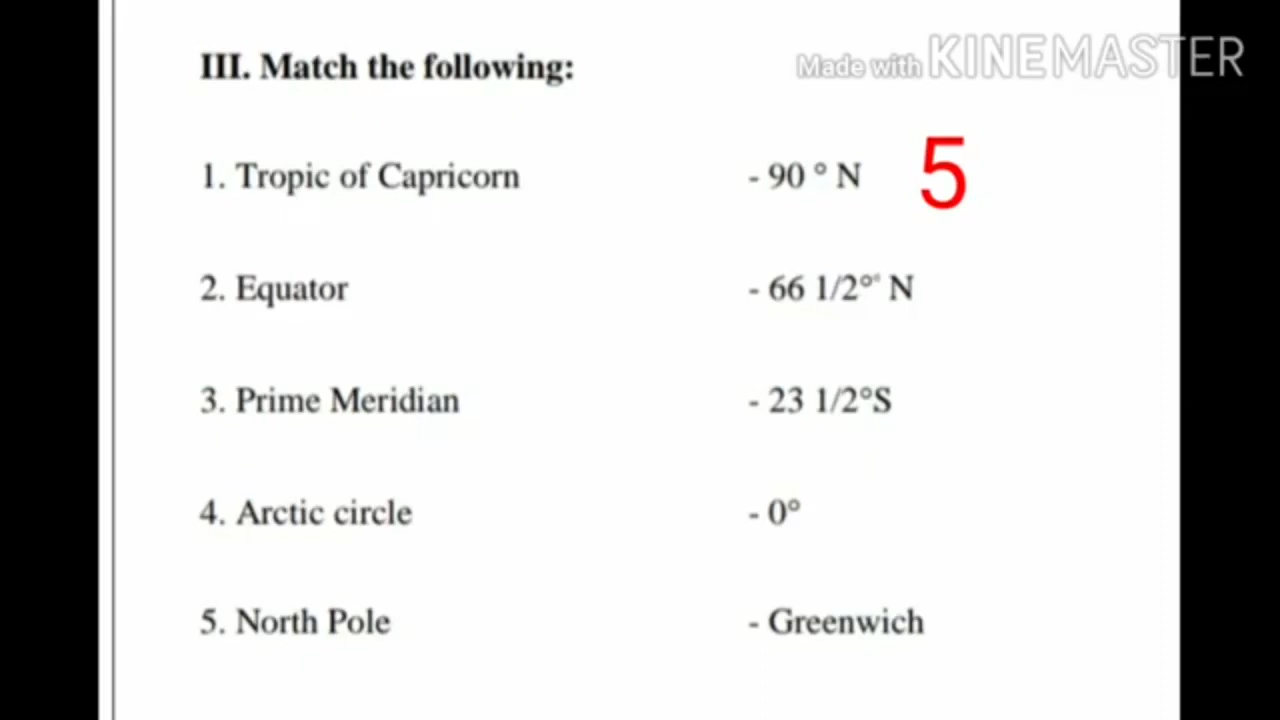 III. Match the following:
Made with KINEMASTER
1. Tropic of Capricorn - 90 ° N 5
2. Equator - 66 1/2°° N
3. Prime Meridian - 23 1/2°S
4. Arctic circle - 0°
5. North Pole - Greenwich